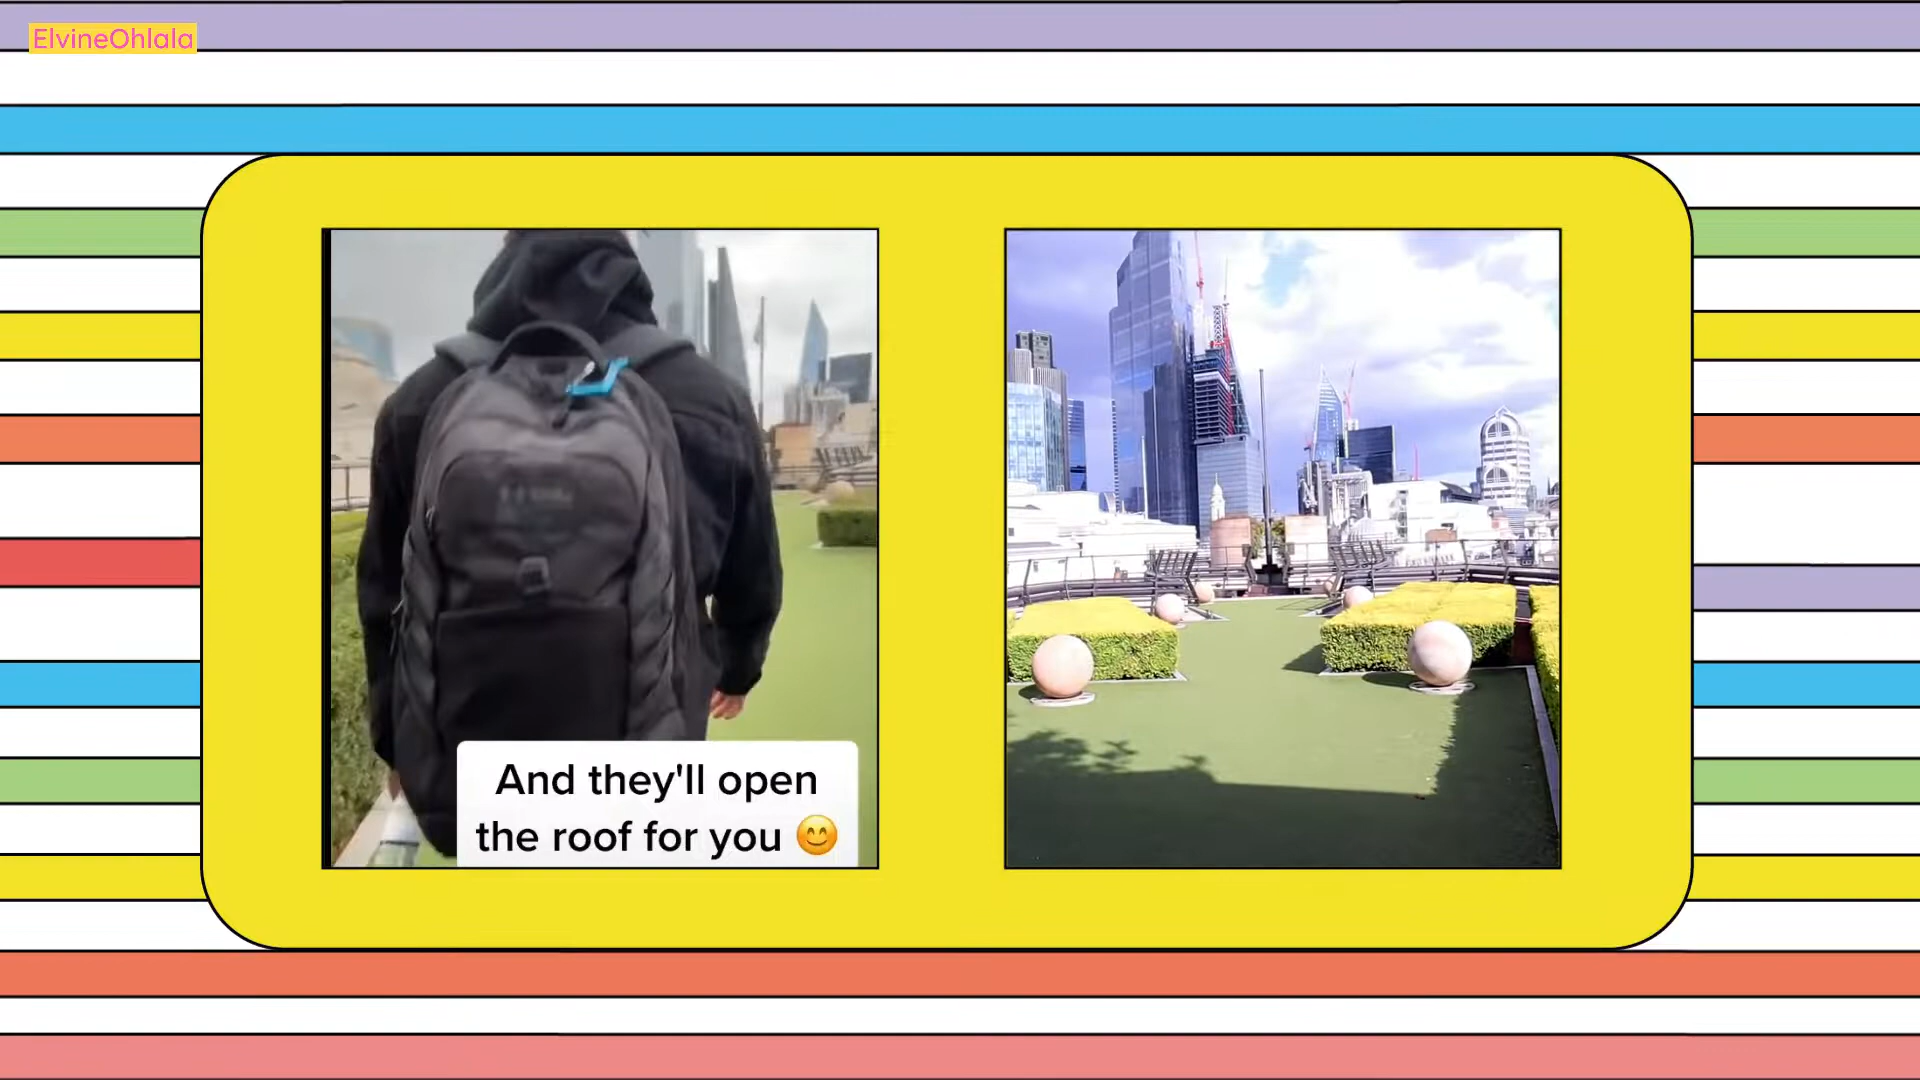 ElvineOhlala
And they'll open
the roof for you 😊